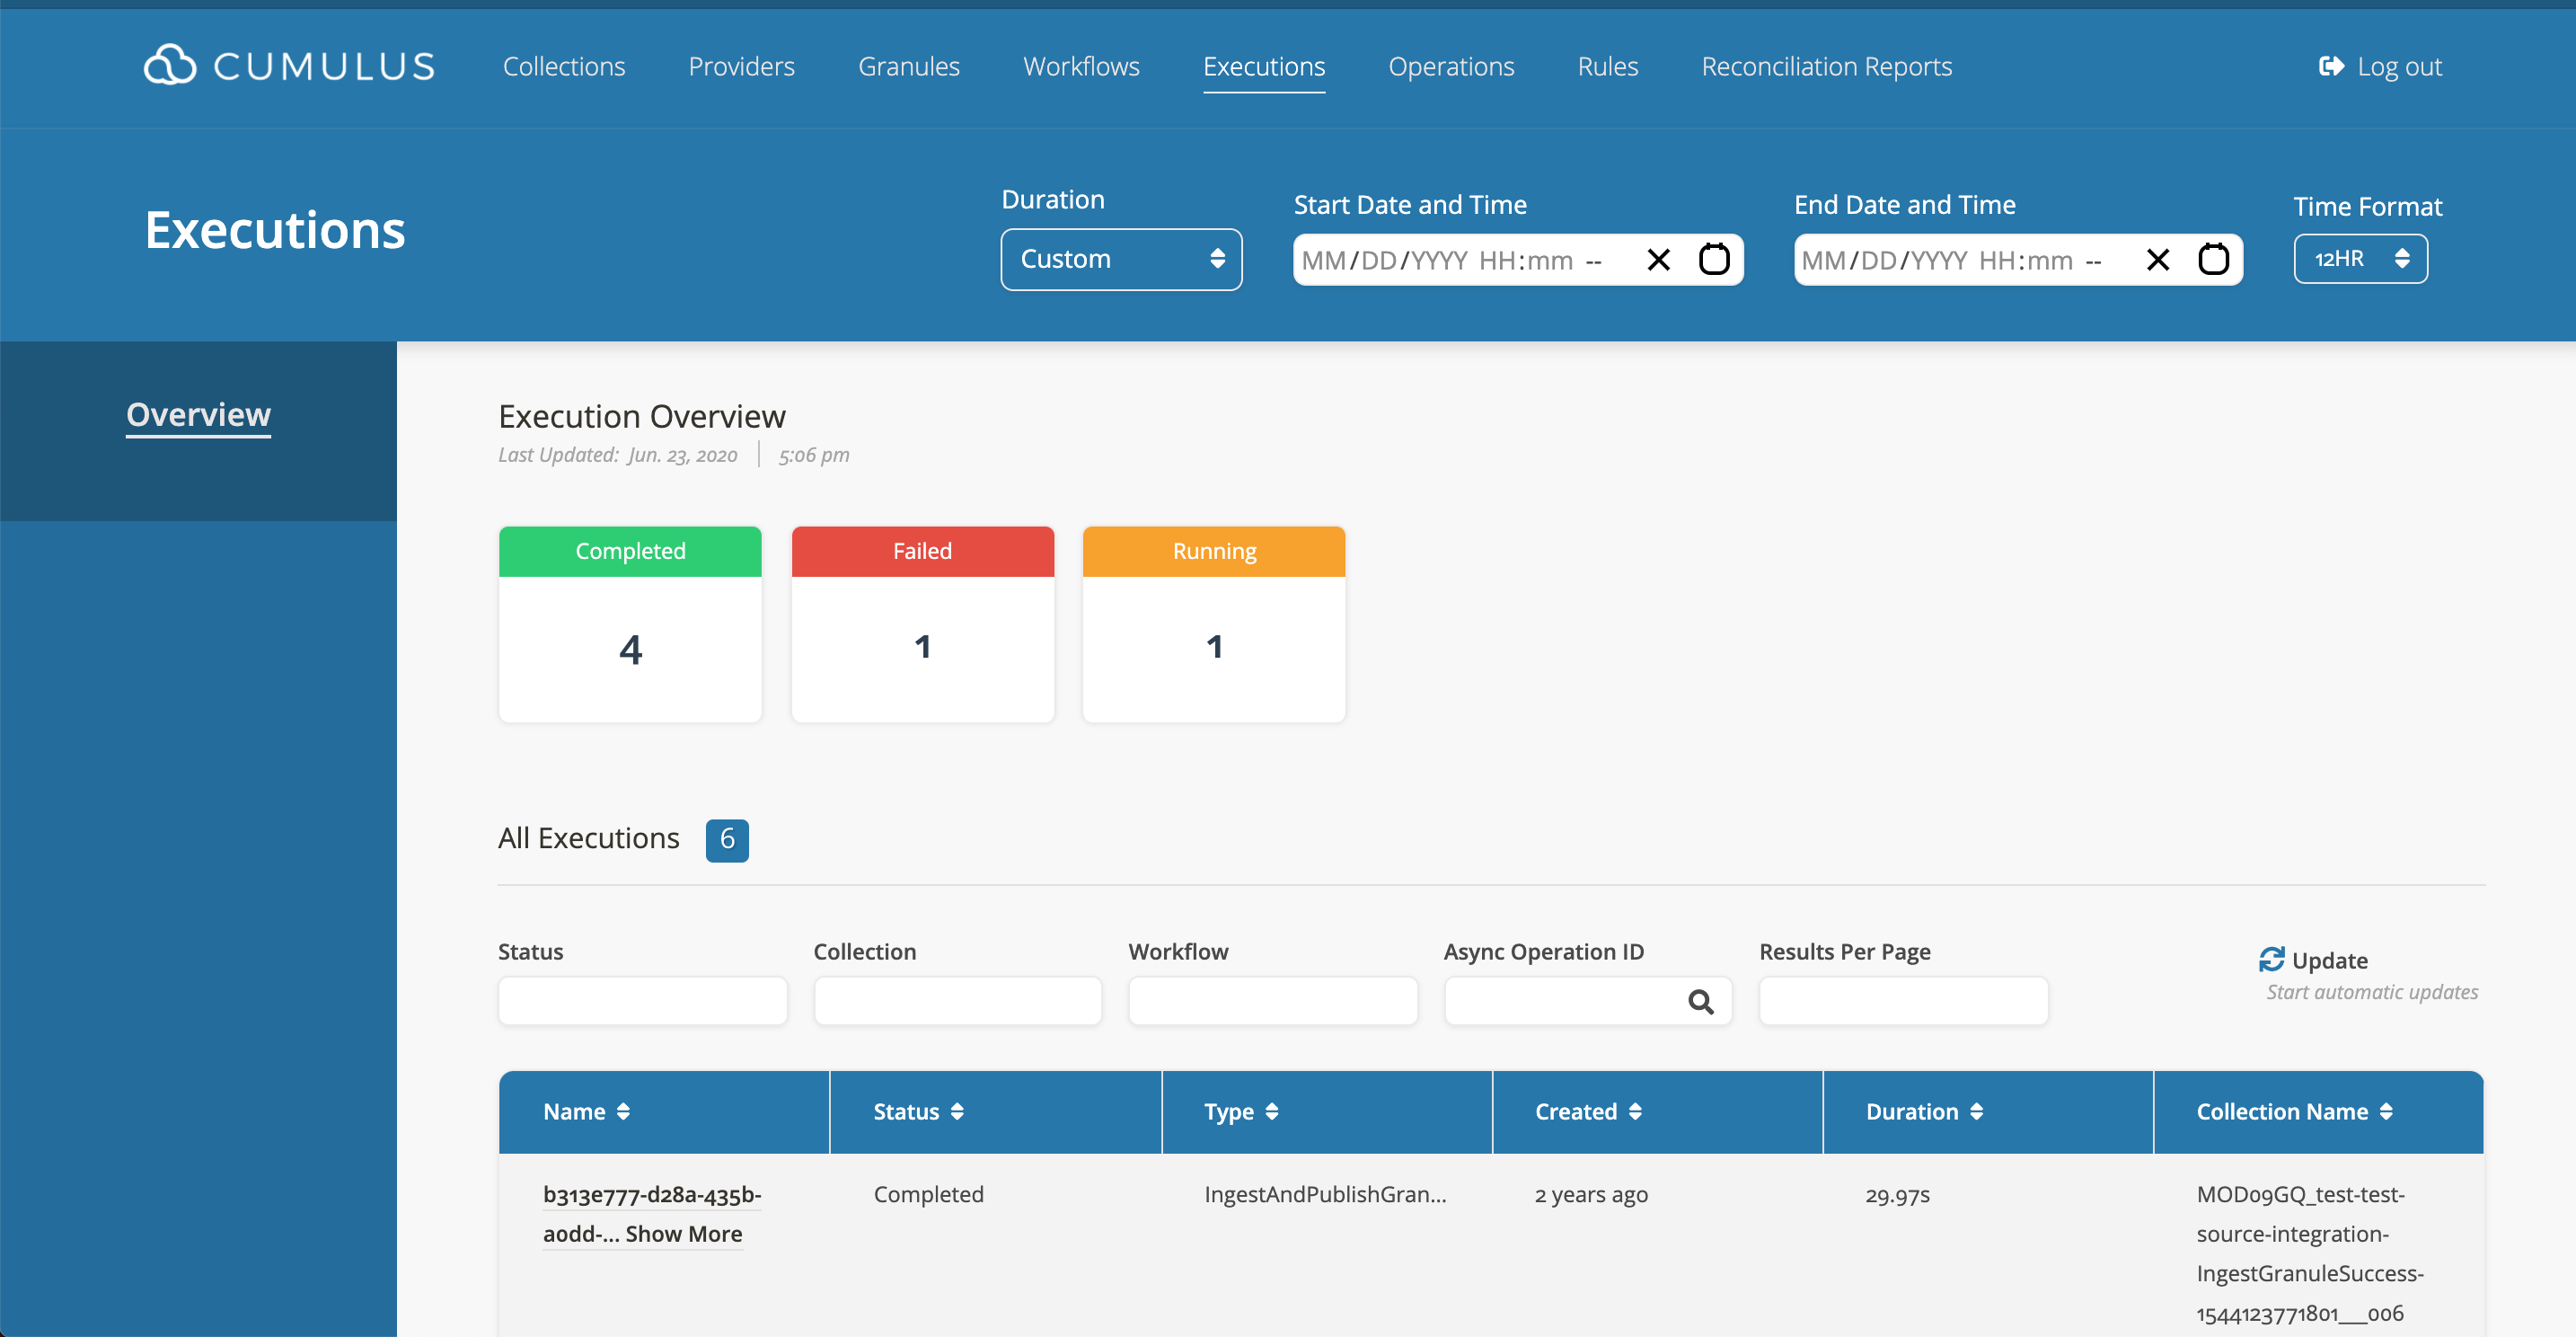 CUMULUS
Collections Providers Granules Workflows Executions Operations Rules Reconciliation Reports Log out
Executions
Duration
Custom
Start Date and Time
MM/DD/YYYY HH:mm --
End Date and Time
MM/DD/YYYY HH:mm --
Time Format
12HR
Overview
Execution Overview
Last Updated: Jun. 23, 2020 5:06 pm
Completed
4
Failed
1
Running
1
All Executions 6
Status Collection Workflow Async Operation ID Results Per Page
Update
Start automatic updates
Name Status Type Created Duration Collection Name
b313e777-d28a-435b-
a0dd-... Show More
Completed
IngestAndPublishGran...
2 years ago
29.97s
MOD09GQ_test-test-
source-integration-
IngestGranuleSuccess-
1544123771801___006